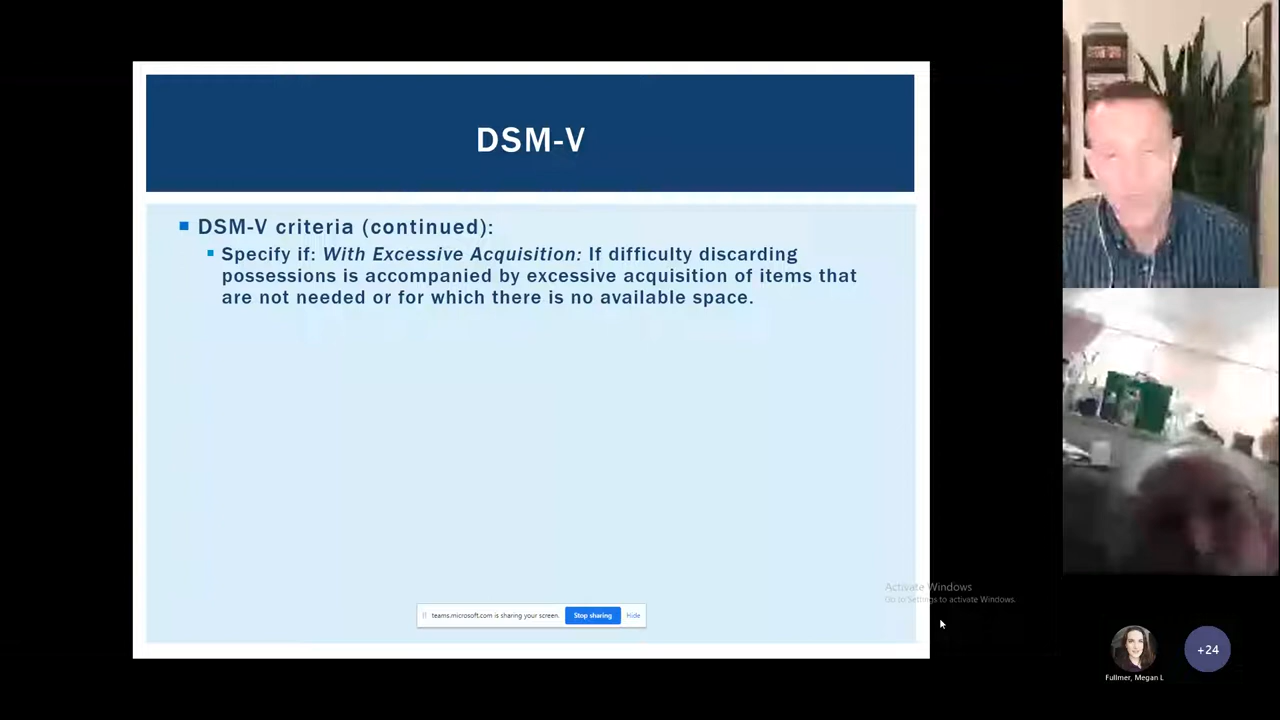 DSM-V
DSM-V criteria (continued):
Specify if: With Excessive Acquisition: If difficulty discarding
possessions is accompanied by excessive acquisition of items that
are not needed or for which there is no available space.
Activate Windows
Go to Settings to activate Windows.
teams.microsoft.com is sharing your screen.
Stop sharing
Hide
+24
Fullmer, Megan L